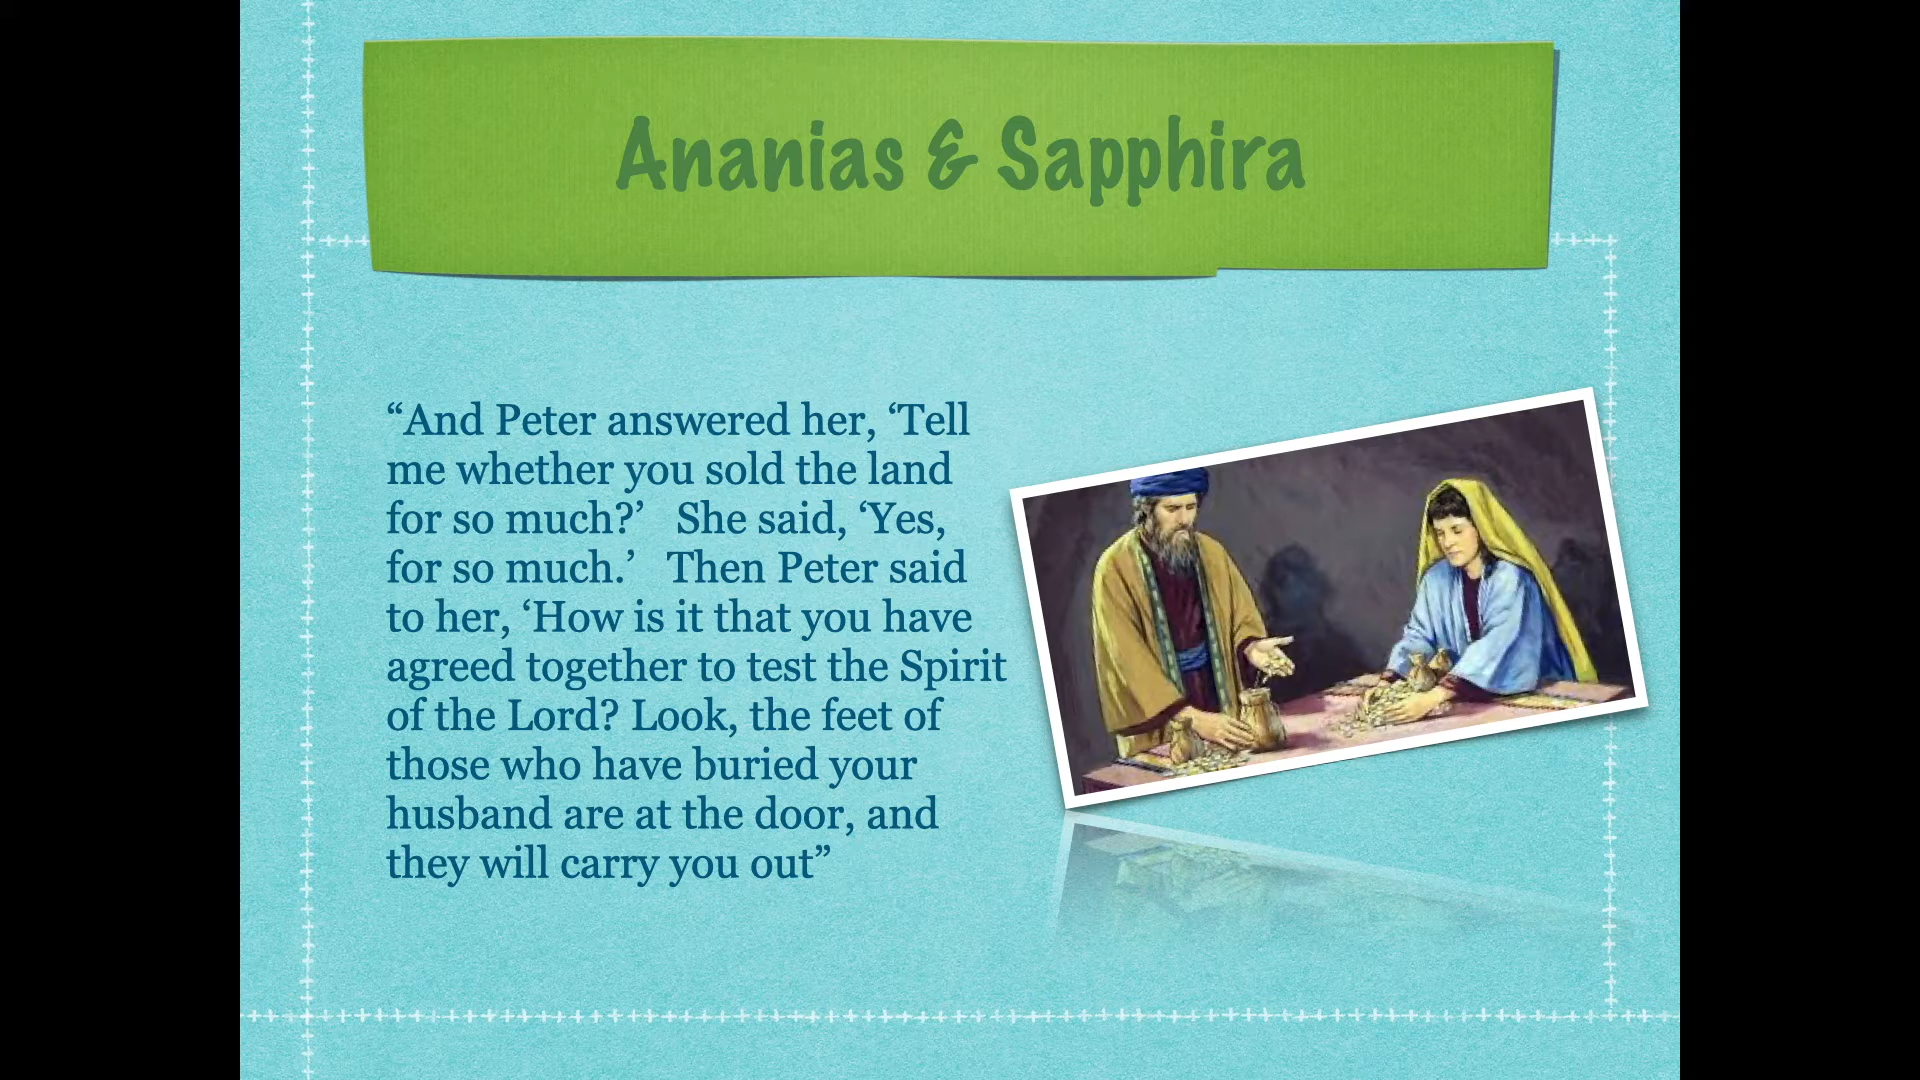 Ananias & Sapphira
“And Peter answered her, ‘Tell
me whether you sold the land
for so much?’   She said, ‘Yes,
for so much.’   Then Peter said
to her, ‘How is it that you have
agreed together to test the Spirit
of the Lord? Look, the feet of
those who have buried your
husband are at the door, and
they will carry you out”